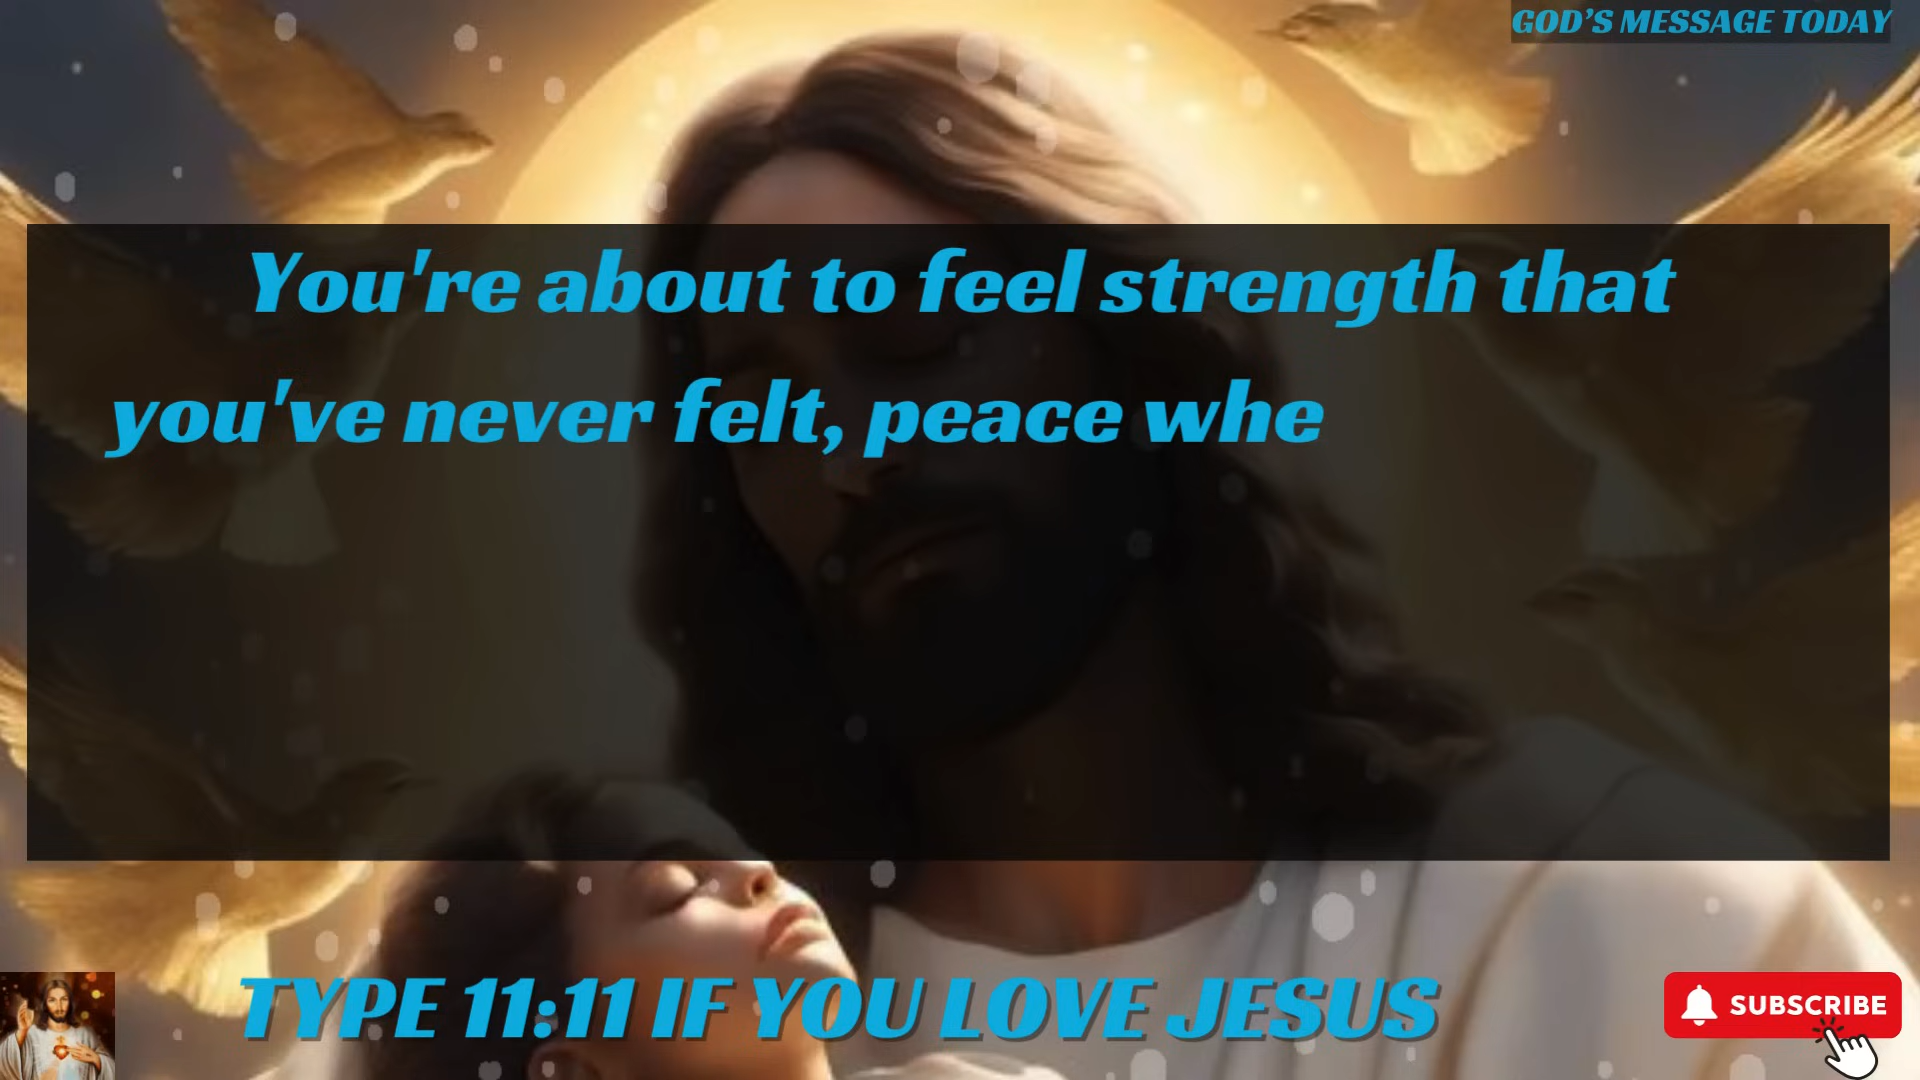 GOD’S MESSAGE TODAY
You're about to feel strength that
you've never felt, peace whe
TYPE 11:11 IF YOU LOVE JESUS
SUBSCRIBE